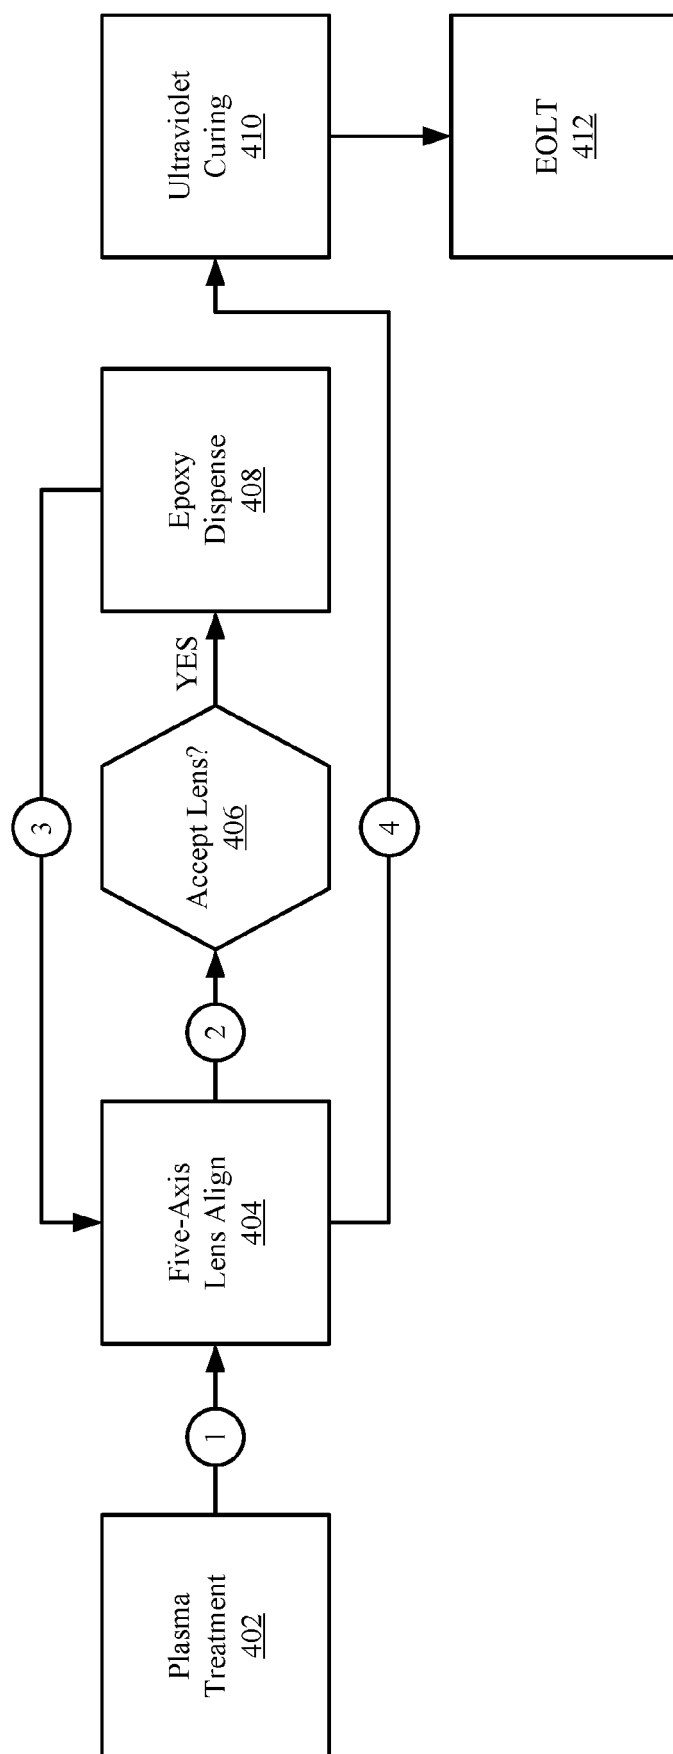 Plasma
Treatment
402
1
Five-Axis
Lens Align
404
2
Accept Lens?
406
YES
Epoxy
Dispense
408
3
4
Ultraviolet
Curing
410
EOLT
412